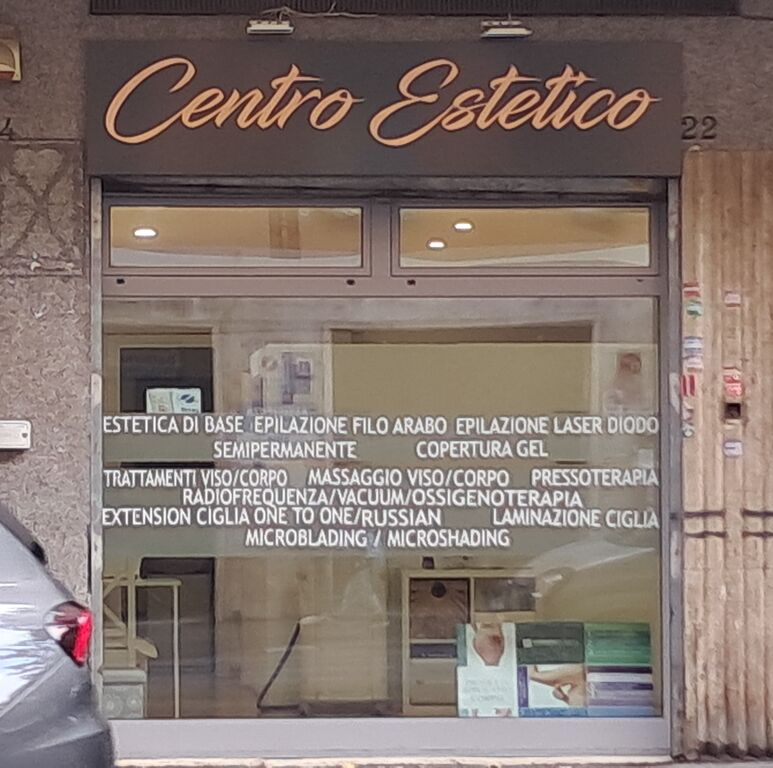 Centro Estetico
22
ESTETICA DI BASE EPILAZIONE FILO ARABO EPILAZIONE LASER DIODO
SEMIPERMANENTE COPERTURA GEL
TRATTAMENTI VISO/CORPO MASSAGGIO VISO/CORPO PRESSOTERAPIA
RADIOFREQUENZA/VACUUM/OSSIGENOTERAPIA
EXTENSION CIGLIA ONE TO ONE/RUSSIAN LAMINAZIONE CIGLIA
MICROBLADING / MICROSHADING